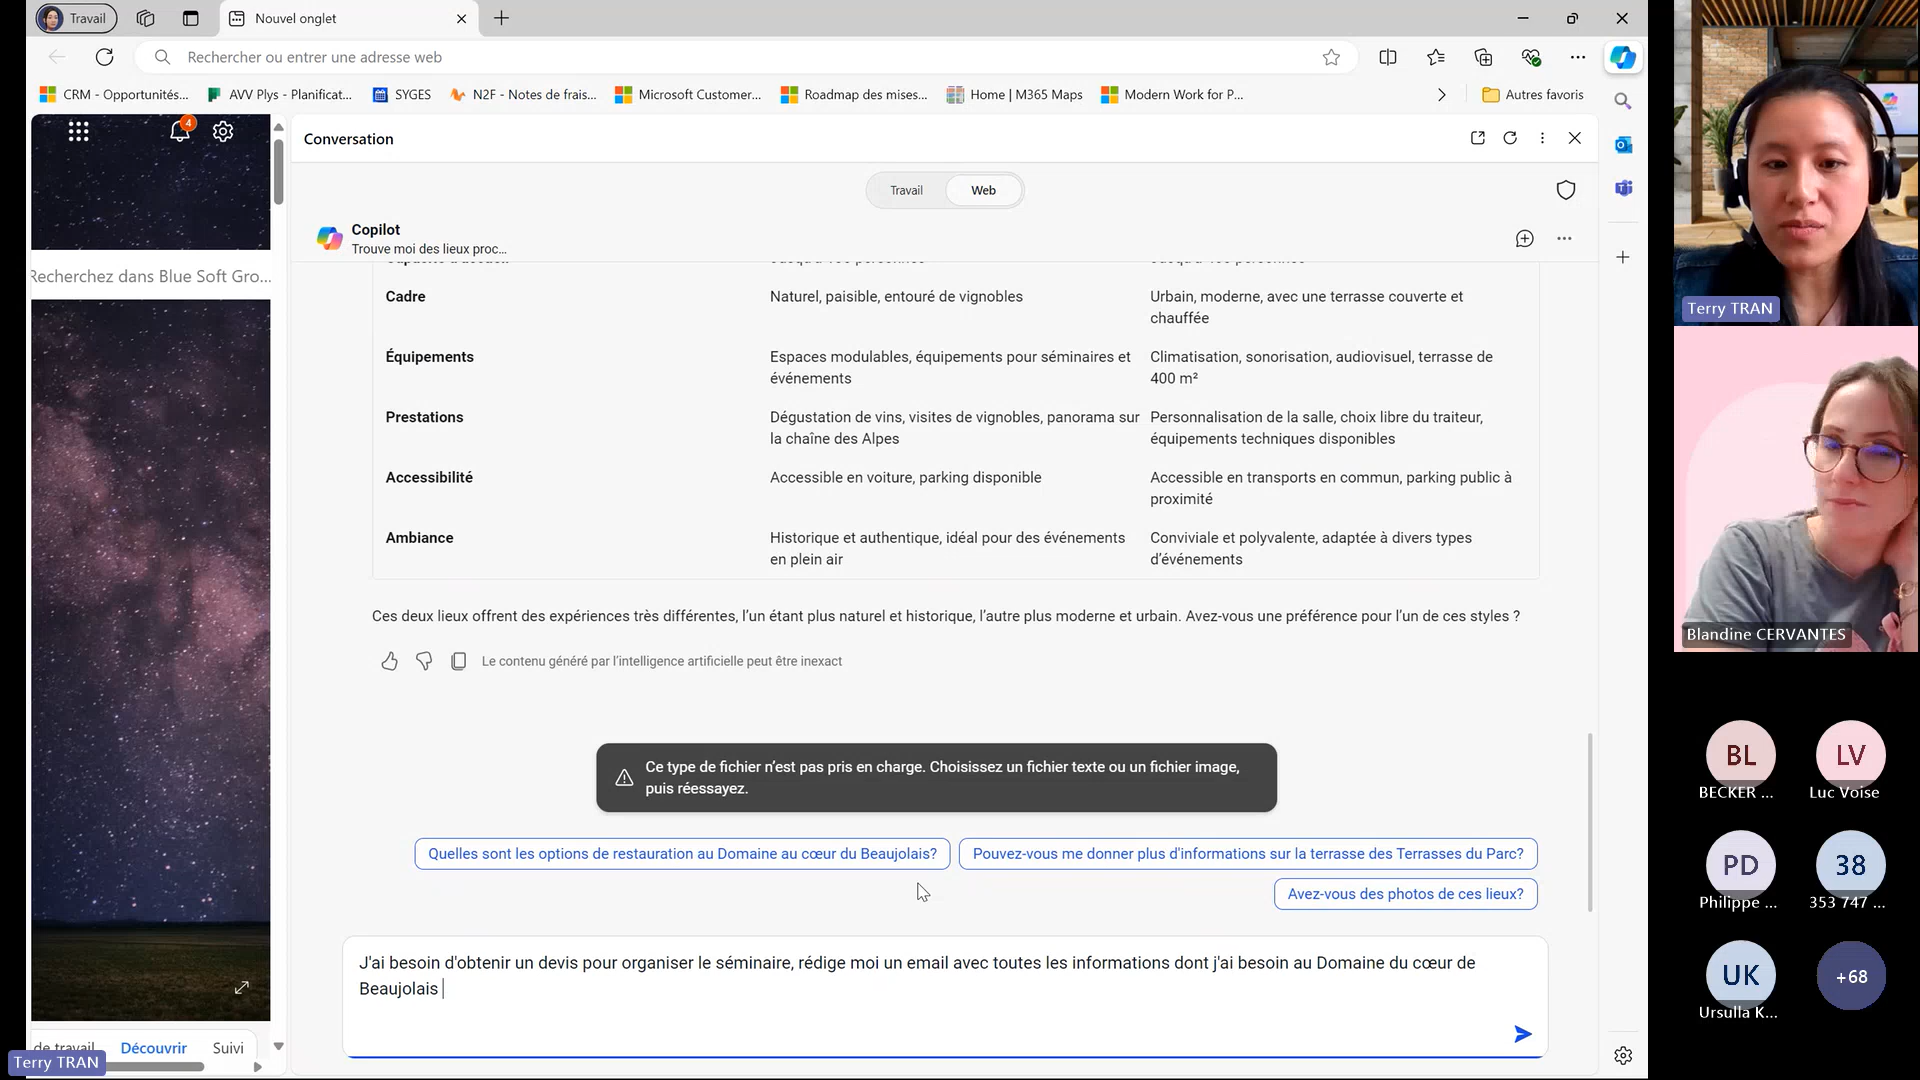 Travail
Nouvel onglet
Rechercher ou entrer une adresse web
CRM - Opportunités...
AVV Plys - Planificat...
SYGES
N2F - Notes de frais...
Microsoft Customer...
Roadmap des mises...
Home | M365 Maps
Modern Work for P...
Autres favoris
4
Recherchez dans Blue Soft Gro...
de travail
Découvrir
Suivi
Terry TRAN
Conversation
Travail
Web
Copilot
Trouve moi des lieux proc...
Cadre
Naturel, paisible, entouré de vignobles
Urbain, moderne, avec une terrasse couverte et
chauffée
Équipements
Espaces modulables, équipements pour séminaires et
événements
Climatisation, sonorisation, audiovisuel, terrasse de
400 m²
Prestations
Dégustation de vins, visites de vignobles, panorama sur
la chaîne des Alpes
Personnalisation de la salle, choix libre du traiteur,
équipements techniques disponibles
Accessibilité
Accessible en voiture, parking disponible
Accessible en transports en commun, parking public à
proximité
Ambiance
Historique et authentique, idéal pour des événements
en plein air
Conviviale et polyvalente, adaptée à divers types
d’événements
Ces deux lieux offrent des expériences très différentes, l’un étant plus naturel et historique, l’autre plus moderne et urbain. Avez-vous une préférence pour l’un de ces styles ?
Le contenu généré par l’intelligence artificielle peut être inexact
Ce type de fichier n’est pas pris en charge. Choisissez un fichier texte ou un fichier image,
puis réessayez.
Quelles sont les options de restauration au Domaine au cœur du Beaujolais?
Pouvez-vous me donner plus d'informations sur la terrasse des Terrasses du Parc?
Avez-vous des photos de ces lieux?
J'ai besoin d'obtenir un devis pour organiser le séminaire, rédige moi un email avec toutes les informations dont j'ai besoin au Domaine du cœur de
Beaujolais
Terry TRAN
Blandine CERVANTES
BL
BECKER ...
LV
Luc Voise
PD
Philippe ...
38
353 747 ...
UK
Ursulla K...
+68